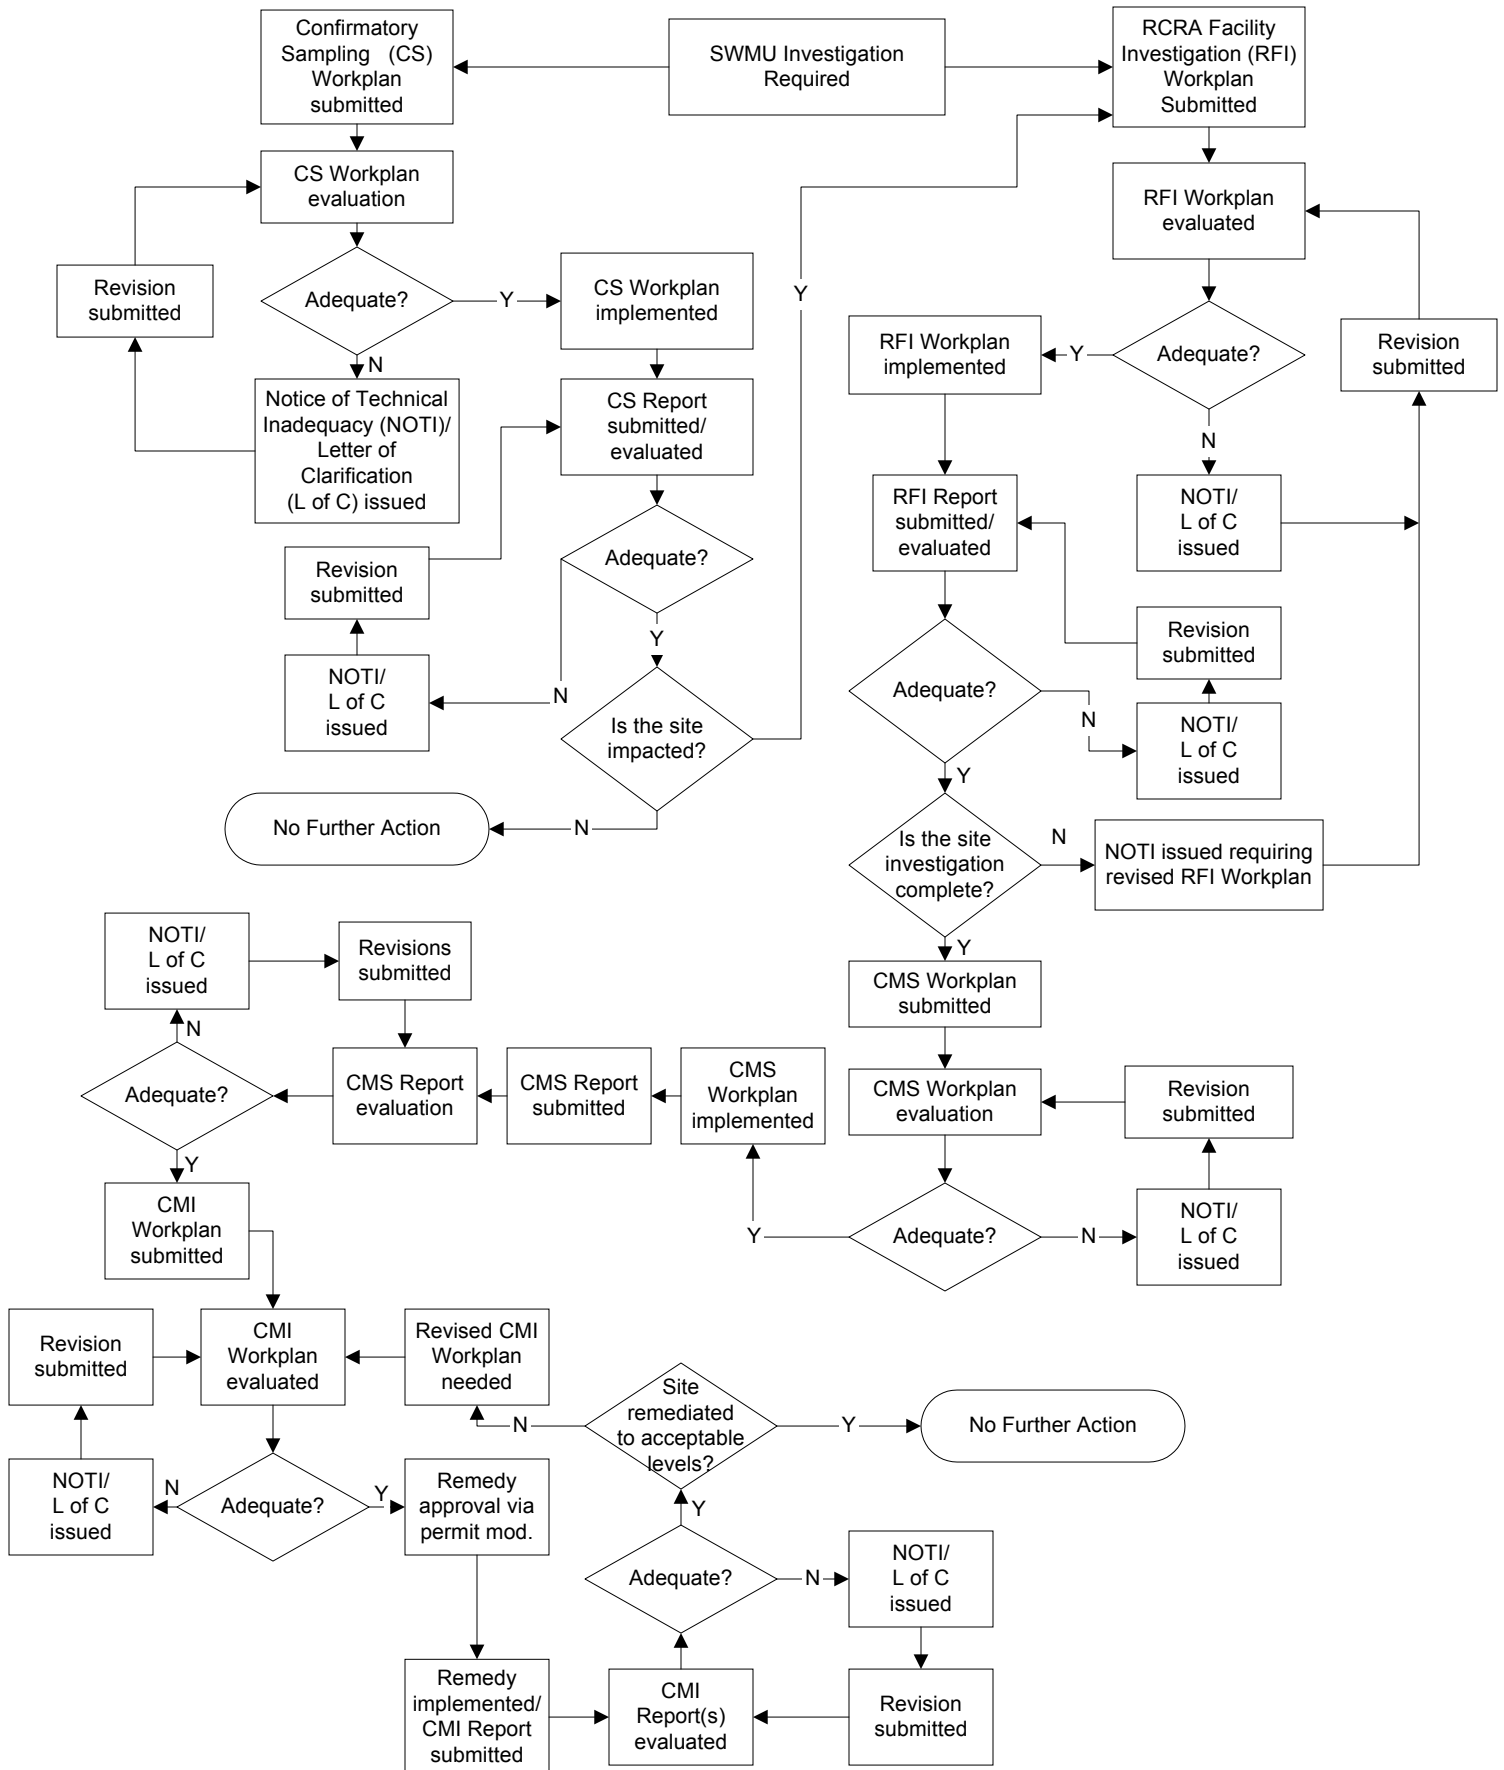 Confirmatory
Sampling (CS)
Workplan
submitted
SWMU Investigation
Required
RCRA Facility
Investigation (RFI)
Workplan
Submitted
CS Workplan
evaluation
RFI Workplan
evaluated
Revision
submitted
Adequate?
Y
CS Workplan
implemented
Y
N
Notice of Technical
Inadequacy (NOTI)/
Letter of
Clarification
(L of C) issued
CS Report
submitted/
evaluated
RFI Workplan
implemented
Y
Adequate?
Revision
submitted
N
NOTI/
L of C
issued
RFI Report
submitted/
evaluated
Revision
submitted
Adequate?
Y
NOTI/
L of C
issued
N
Is the site
impacted?
N
No Further Action
Revision
submitted
Adequate?
N
NOTI/
L of C
issued
Y
Is the site
investigation
complete?
N
NOTI issued requiring
revised RFI Workplan
Y
NOTI/
L of C
issued
Revisions
submitted
CMS Workplan
submitted
N
Adequate?
CMS Report
evaluation
CMS Report
submitted
CMS
Workplan
implemented
CMS Workplan
evaluation
Revision
submitted
Y
CMI
Workplan
submitted
Y
Adequate?
N
NOTI/
L of C
issued
Revision
submitted
CMI
Workplan
evaluated
Revised CMI
Workplan
needed
N
Site
remediated
to acceptable
levels?
Y
No Further Action
NOTI/
L of C
issued
N
Adequate?
Y
Remedy
approval via
permit mod.
Y
Adequate?
N
NOTI/
L of C
issued
Remedy
implemented/
CMI Report
submitted
CMI
Report(s)
evaluated
Revision
submitted